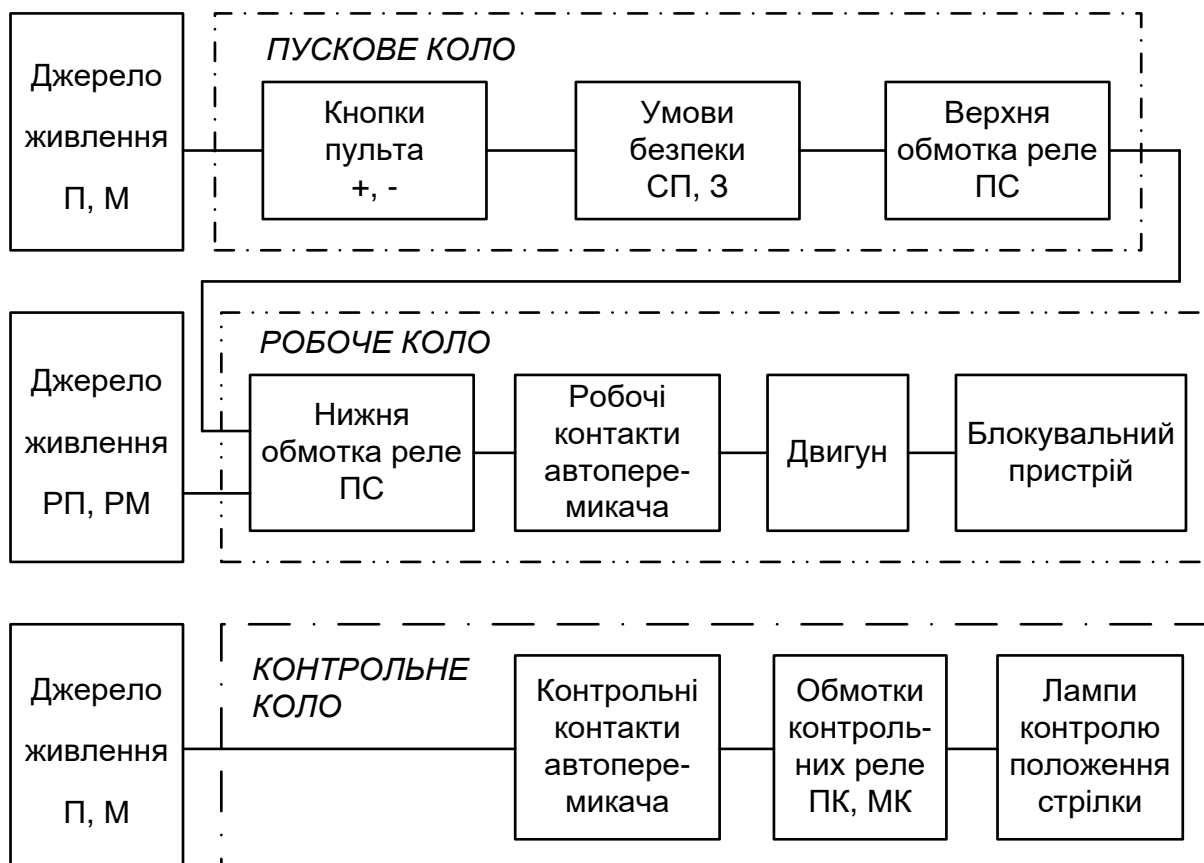 Джерело
живлення
П, М
ПУСКОВЕ КОЛО
Кнопки
пульта
+, -
Умови
безпеки
СП, З
Верхня
обмотка реле
ПС
Джерело
живлення
РП, РМ
РОБОЧЕ КОЛО
Нижня
обмотка реле
ПС
Робочі
контакти
автопере-
микача
Двигун
Блокувальний
пристрій
Джерело
живлення
П, М
КОНТРОЛЬНЕ
КОЛО
Контрольні
контакти
автопере-
микача
Обмотки
контроль-
них реле
ПК, МК
Лампи
контролю
положення
стрілки